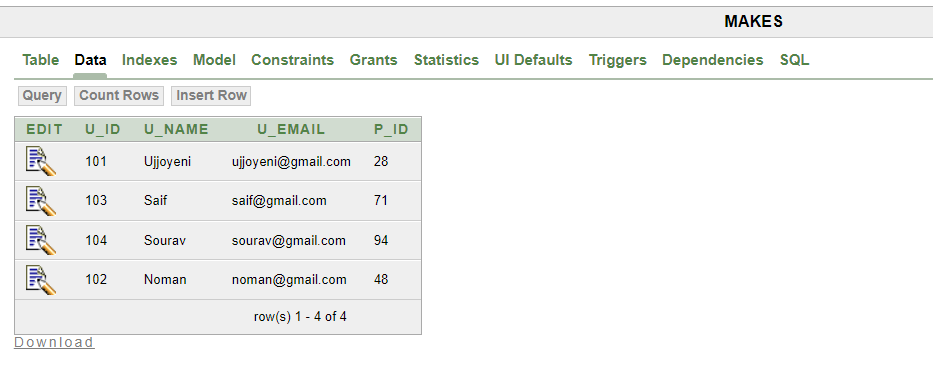 MAKES
Table Data Indexes Model Constraints Grants Statistics UI Defaults Triggers Dependencies SQL
Query Count Rows Insert Row
EDIT U_ID U_NAME U_EMAIL P_ID
101 Ujjoyeni ujjoyeni@gmail.com 28
103 Saif saif@gmail.com 71
104 Sourav sourav@gmail.com 94
102 Noman noman@gmail.com 48
row(s) 1 - 4 of 4
Download